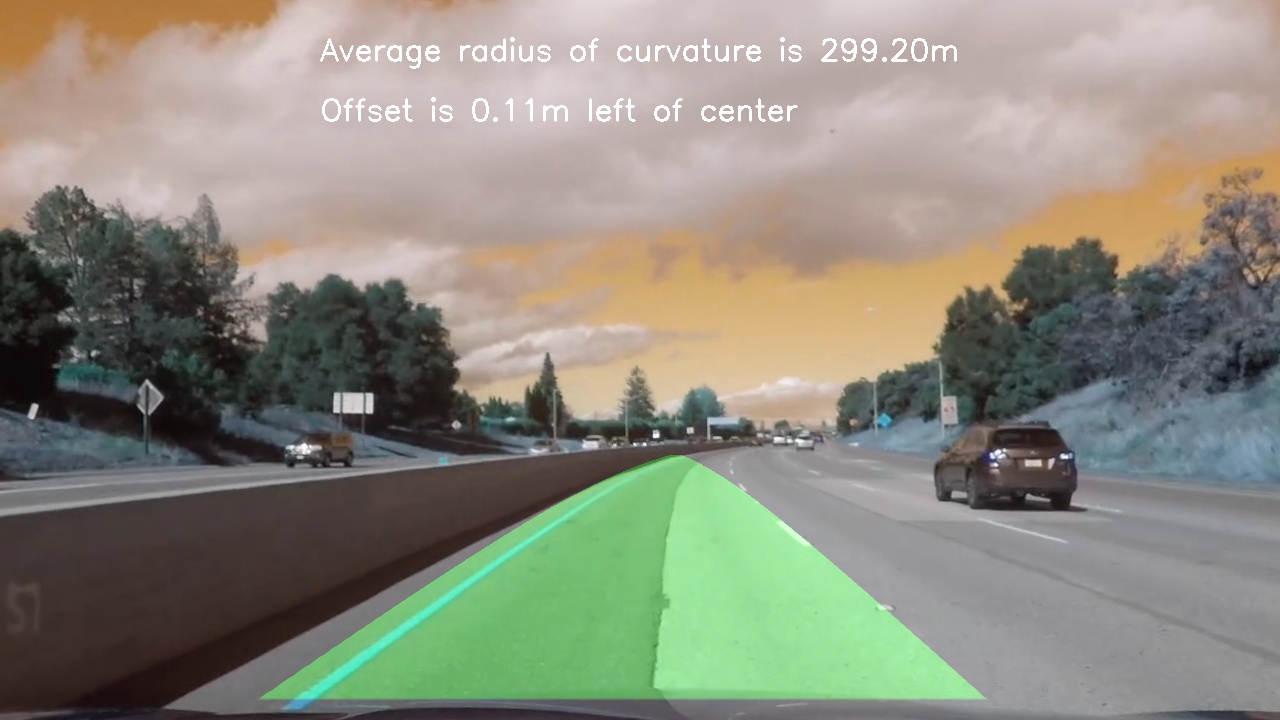 Average radius of curvature is 299.20m
Offset is 0.11m left of center